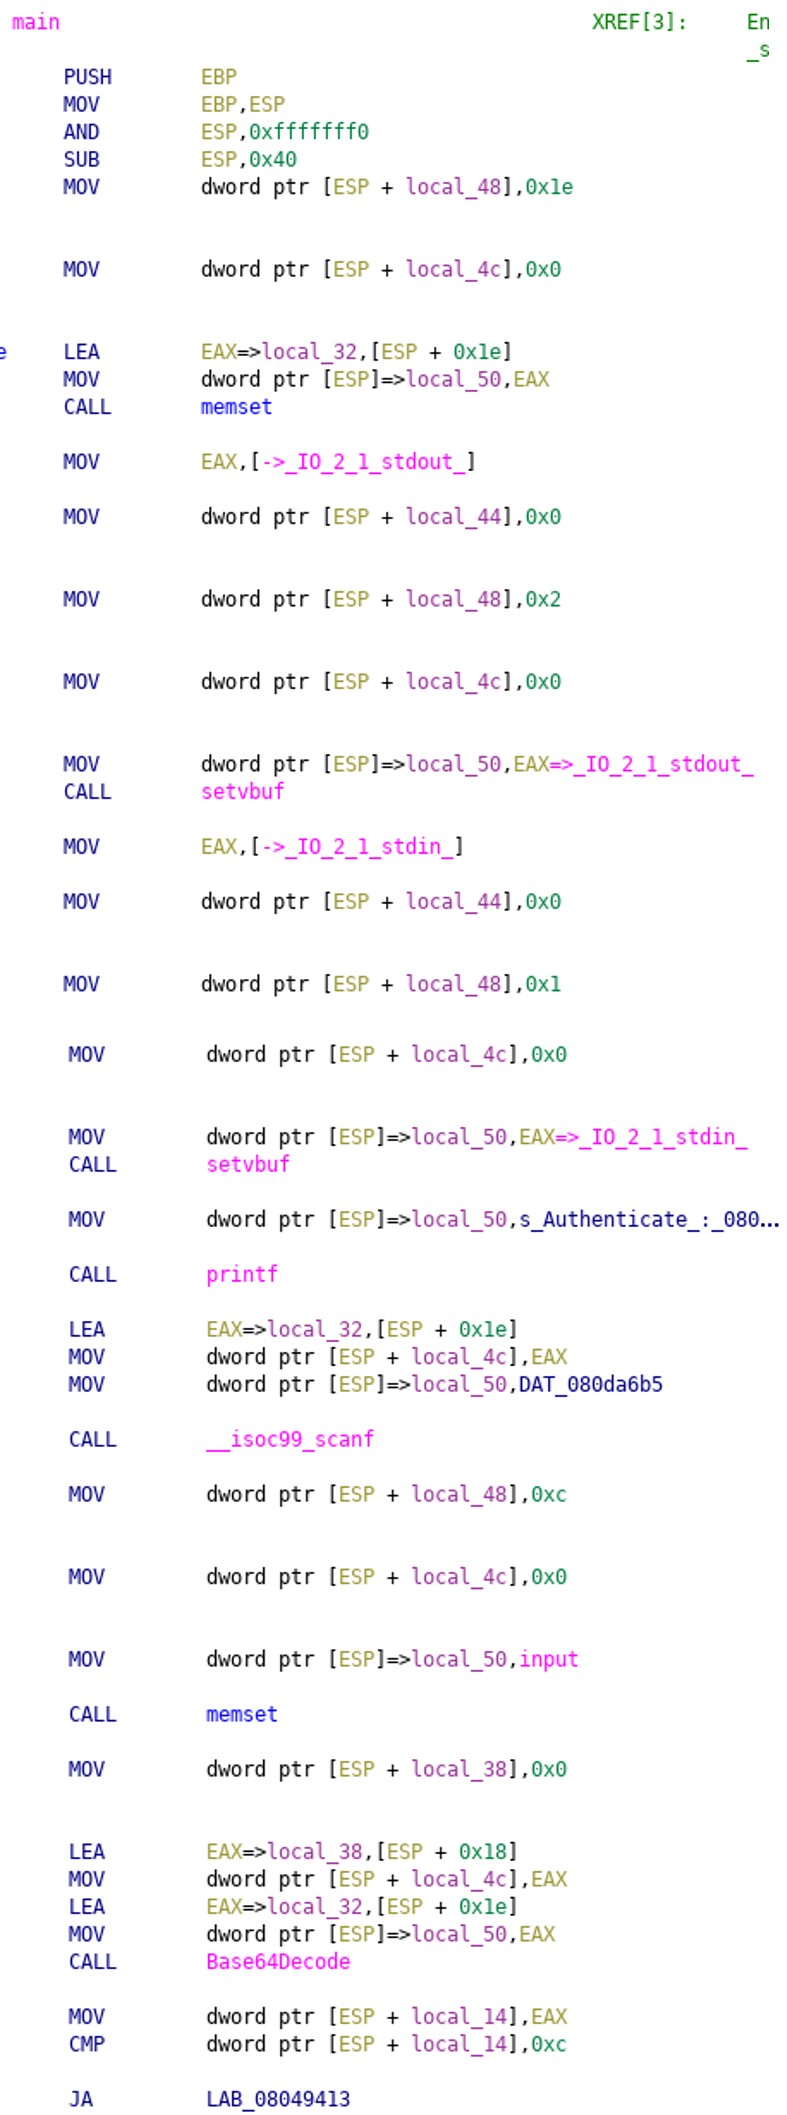 main XREF[3]: En
_s
PUSH EBP
MOV EBP,ESP
AND ESP,0xfffffff0
SUB ESP,0x40
MOV dword ptr [ESP + local_48],0x1e
MOV dword ptr [ESP + local_4c],0x0
e LEA EAX=>local_32,[ESP + 0x1e]
MOV dword ptr [ESP]=>local_50,EAX
CALL memset
MOV EAX,[->_IO_2_1_stdout_]
MOV dword ptr [ESP + local_44],0x0
MOV dword ptr [ESP + local_48],0x2
MOV dword ptr [ESP + local_4c],0x0
MOV dword ptr [ESP]=>local_50,EAX=>_IO_2_1_stdout_
CALL setvbuf
MOV EAX,[->_IO_2_1_stdin_]
MOV dword ptr [ESP + local_44],0x0
MOV dword ptr [ESP + local_48],0x1
MOV dword ptr [ESP + local_4c],0x0
MOV dword ptr [ESP]=>local_50,EAX=>_IO_2_1_stdin_
CALL setvbuf
MOV dword ptr [ESP]=>local_50,s_Authenticate_:_080...
CALL printf
LEA EAX=>local_32,[ESP + 0x1e]
MOV dword ptr [ESP + local_4c],EAX
MOV dword ptr [ESP]=>local_50,DAT_080da6b5
CALL __isoc99_scanf
MOV dword ptr [ESP + local_48],0xc
MOV dword ptr [ESP + local_4c],0x0
MOV dword ptr [ESP]=>local_50,input
CALL memset
MOV dword ptr [ESP + local_38],0x0
LEA EAX=>local_38,[ESP + 0x18]
MOV dword ptr [ESP + local_4c],EAX
LEA EAX=>local_32,[ESP + 0x1e]
MOV dword ptr [ESP]=>local_50,EAX
CALL Base64Decode
MOV dword ptr [ESP + local_14],EAX
CMP dword ptr [ESP + local_14],0xc
JA LAB_08049413